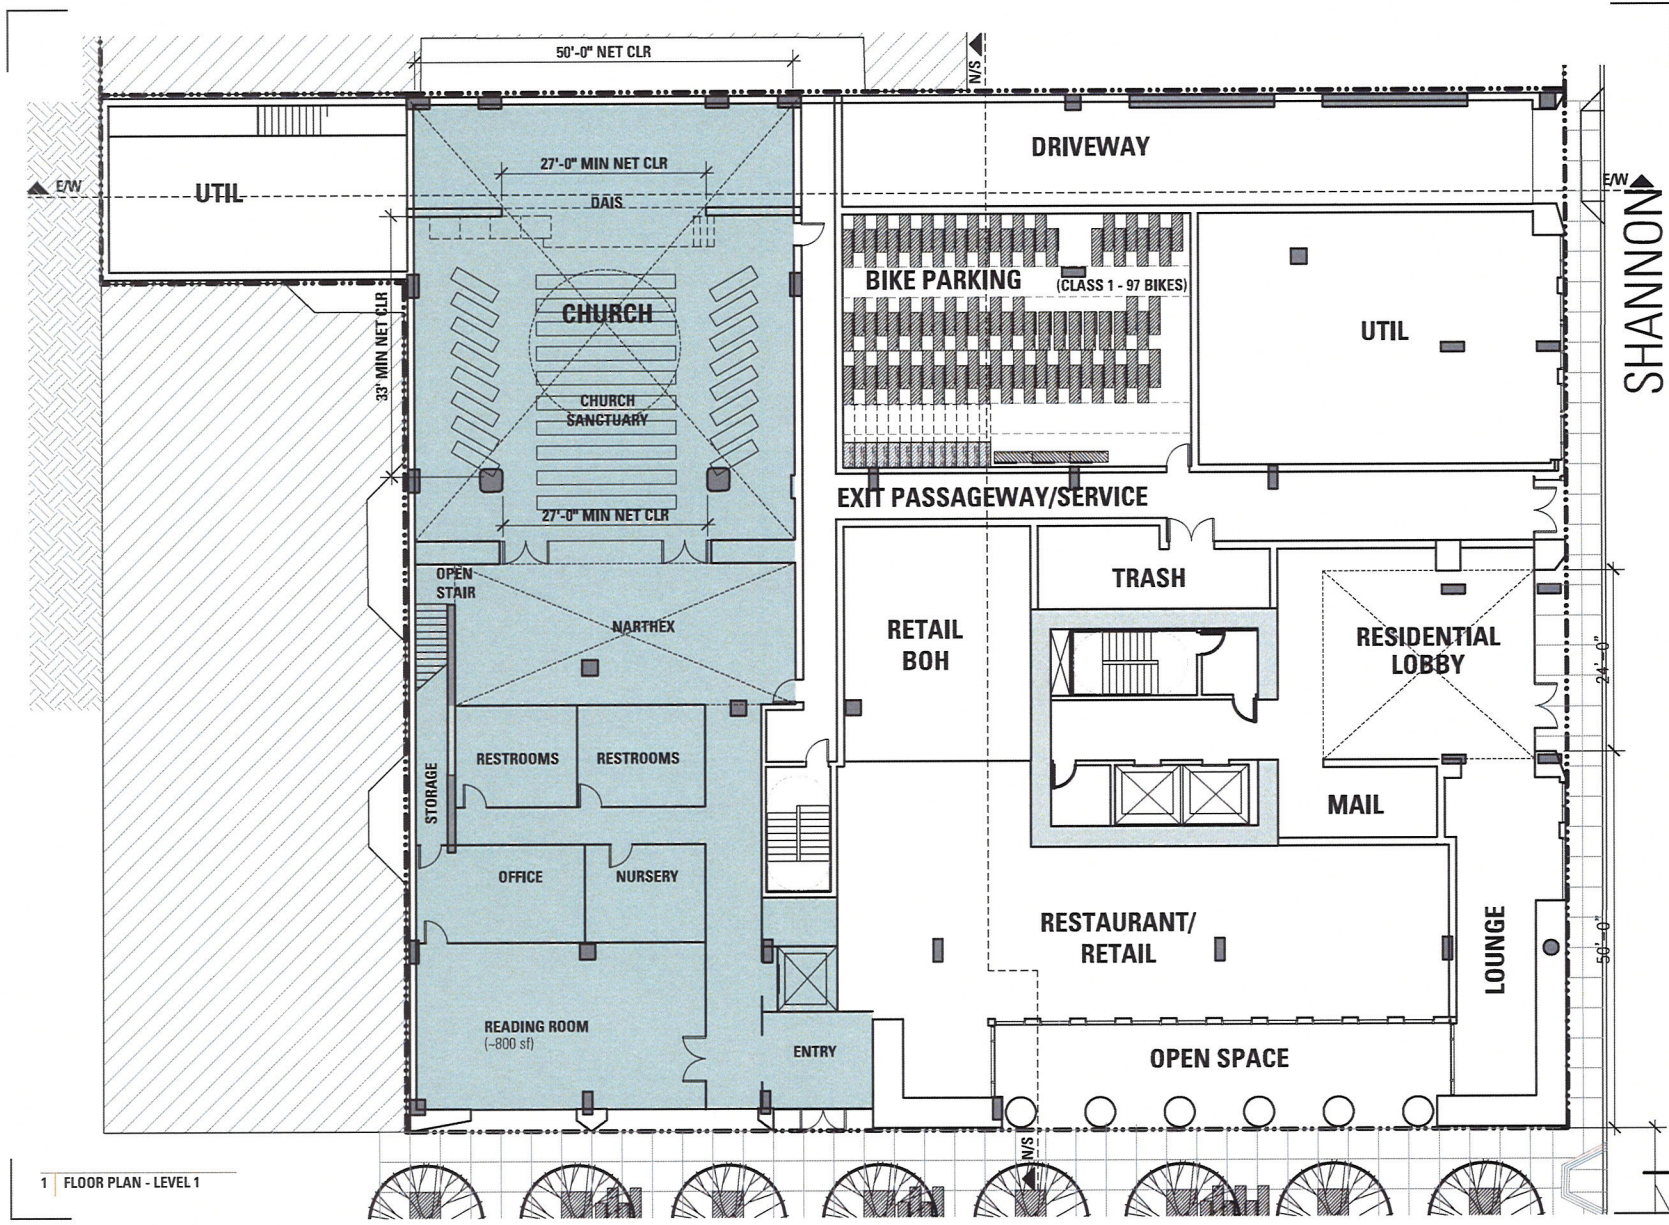 50'-0" NET CLR
N/S
DRIVEWAY
27'-0" MIN NET CLR
E/W
UTIL
DAIS
E/W
SHANNON
BIKE PARKING
(CLASS 1 - 97 BIKES)
CHURCH
UTIL
33' MIN NET CLR
CHURCH
SANCTUARY
EXIT PASSAGEWAY/SERVICE
27'-0" MIN NET CLR
OPEN
STAIR
TRASH
NARTHEX
RETAIL
BOH
RESIDENTIAL
LOBBY
24'-0"
RESTROOMS
RESTROOMS
STORAGE
MAIL
OFFICE
NURSERY
RESTAURANT/
RETAIL
LOUNGE
50'-0"
READING ROOM
(~800 sf)
ENTRY
OPEN SPACE
N/S
1 FLOOR PLAN - LEVEL 1